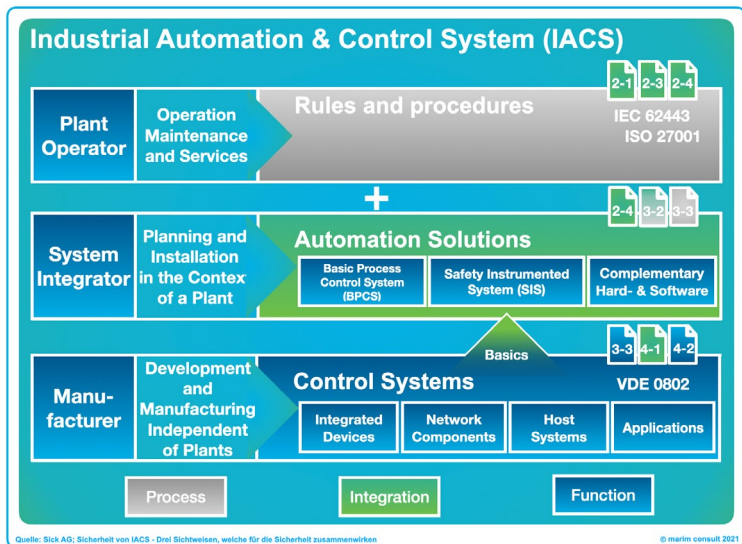 Industrial Automation & Control System (IACS)
2-1 2-3 2-4
Plant
Operator
Operation
Maintenance
and Services
Rules and procedures
IEC 62443
ISO 27001
+
2-4 3-2 3-3
System
Integrator
Planning and
Installation
in the Contex
of a Plant
Automation Solutions
Basic Process
Control System
(BPCS)
Safety Instrumented
System (SIS)
Complementary
Hard- & Software
Basics
3-3 4-1 4-2
Manu-
facturer
Development
and
Manufacturing
Independent
of Plants
Control Systems
VDE 0802
Integrated
Devices
Network
Components
Host
Systems
Applications
Process
Integration
Function
Quelle: Sick AG; Sicherheit von IACS - Drei Sichtweisen, welche für die Sicherheit zusammenwirken
© marim consult 2021